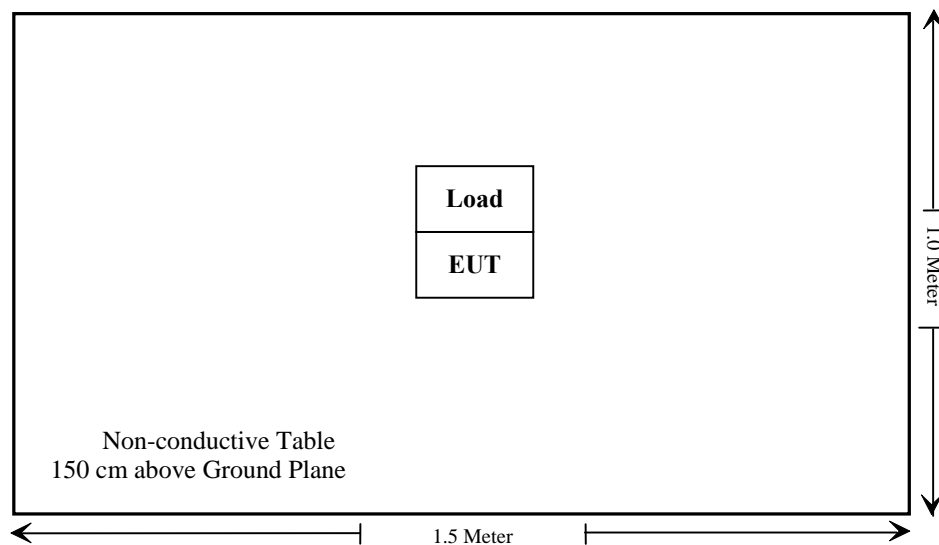 Load
EUT
1.0 Meter
Non-conductive Table
150 cm above Ground Plane
1.5 Meter